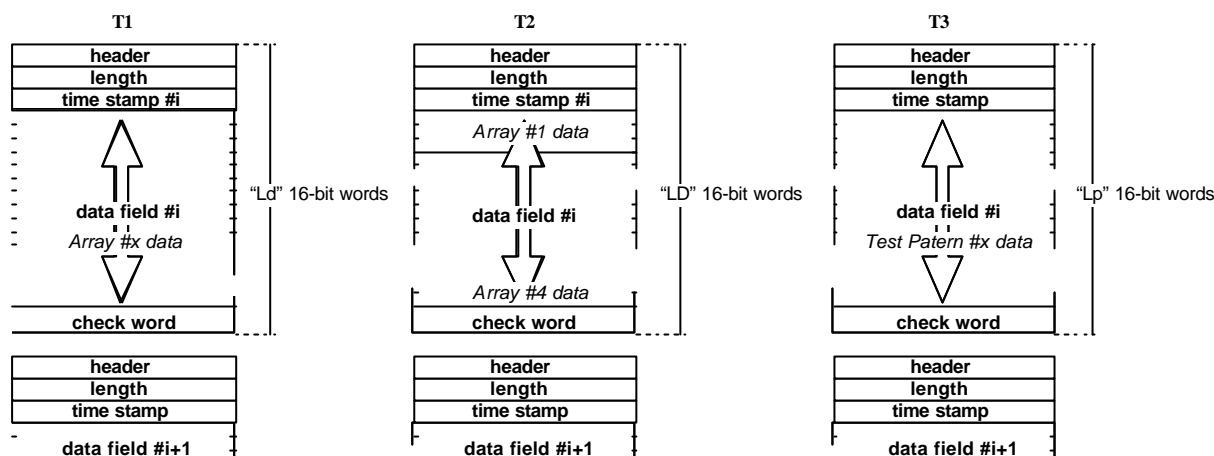 T1
header
length
time stamp #i
data field #i
Array #x data
check word
"Ld" 16-bit words
header
length
time stamp
data field #i+1
T2
header
length
time stamp #i
Array #1 data
data field #i
Array #4 data
check word
"LD" 16-bit words
header
length
time stamp
data field #i+1
T3
header
length
time stamp
data field #i
Test Patern #x data
check word
"Lp" 16-bit words
header
length
time stamp
data field #i+1